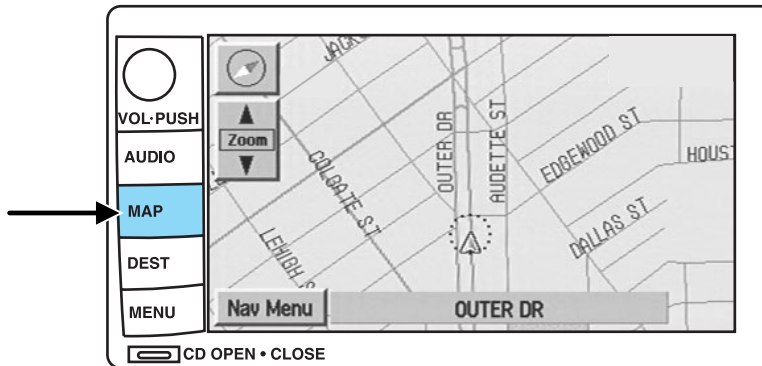 VOL·PUSH
AUDIO
MAP
DEST
MENU
CD OPEN • CLOSE
Zoom
COLGATE ST
OUTER DR
AUDETTE ST
EDGEWOOD ST
HOUS
DALLAS ST
LEHIGH S
Nav Menu
OUTER DR